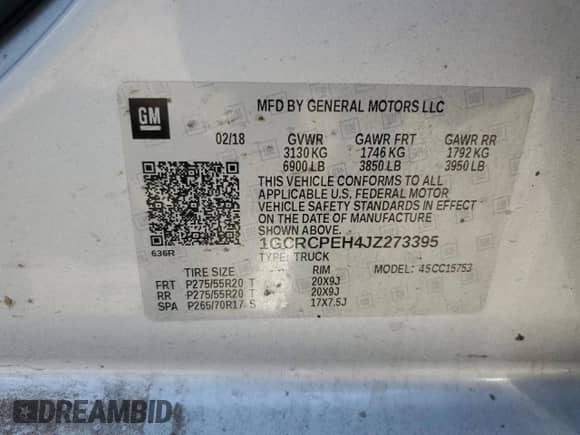 GM
MFD BY GENERAL MOTORS LLC
02/18 GVWR GAWR FRT GAWR RR
3130 KG 1746 KG 1792 KG
6900 LB 3850 LB 3950 LB
THIS VEHICLE CONFORMS TO ALL
APPLICABLE U.S. FEDERAL MOTOR
VEHICLE SAFETY STANDARDS IN EFFECT
ON THE DATE OF MANUFACTURE
SHOWN ABOVE.
1GCRCPEH4JZ273395
TYPE: TRUCK MODEL: 4SCC15753
636R
TIRE SIZE RIM
FRT P275/55R20 T 20X9J
RR P275/55R20 T 20X9J
SPA P265/70R17 S 17X7.5J
DREAMBID